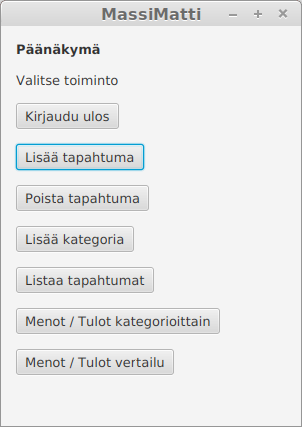 MassiMatti
Päänäkymä
Valitse toiminto
Kirjaudu ulos
Lisää tapahtuma
Poista tapahtuma
Lisää kategoria
Listaa tapahtumat
Menot / Tulot kategorioittain
Menot / Tulot vertailu